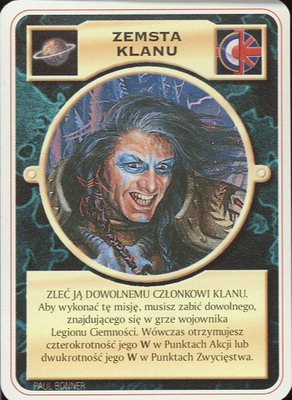 ZEMSTA
KLANU
ZLEĆ JĄ DOWOLNEMU CZŁONKOWI KLANU.
Aby wykonać tę misję, musisz zabić dowolnego,
znajdującego się w grze wojownika
Legionu Ciemności. Wówczas otrzymujesz
czterokrotność jego W w Punktach Akcji lub
dwukrotność jego W w Punktach Zwycięstwa.
PAUL BONNER